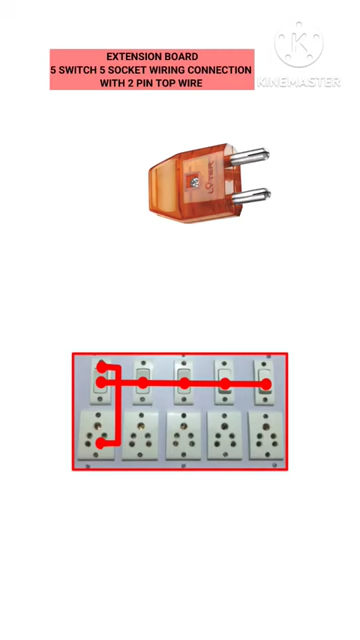 EXTENSION BOARD
5 SWITCH 5 SOCKET WIRING CONNECTION
WITH 2 PIN TOP WIRE
KINEMASTER